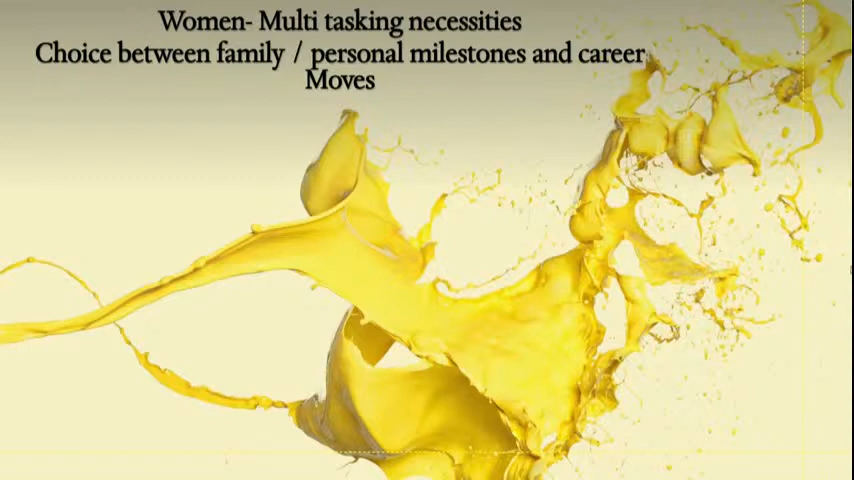 Women- Multi tasking necessities
Choice between family / personal milestones and career
Moves